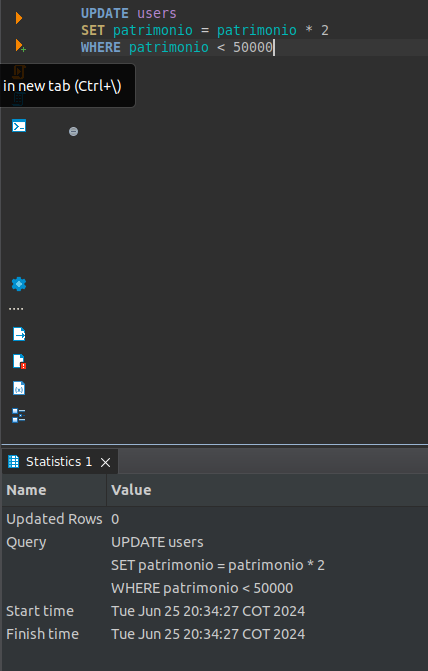 UPDATE users
SET patrimonio = patrimonio * 2
WHERE patrimonio < 50000
in new tab (Ctrl+\)
Statistics 1
Name Value
Updated Rows 0
Query UPDATE users
SET patrimonio = patrimonio * 2
WHERE patrimonio < 50000
Start time Tue Jun 25 20:34:27 COT 2024
Finish time Tue Jun 25 20:34:27 COT 2024